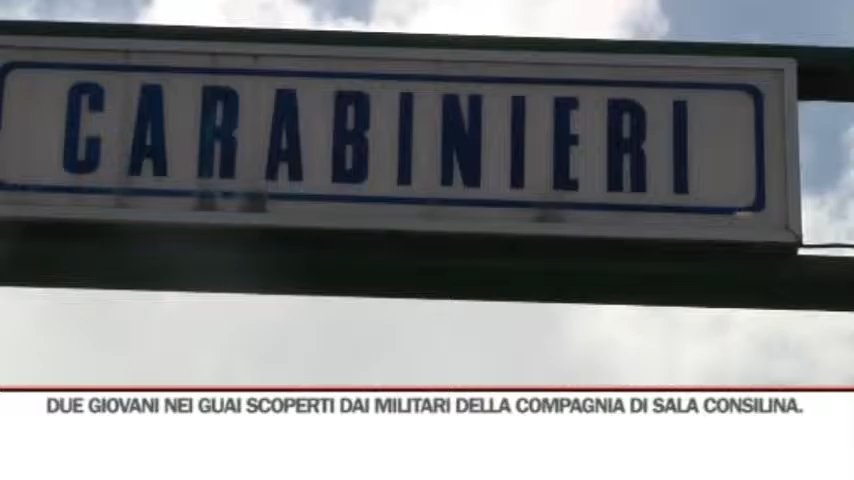 CARABINIERI
DUE GIOVANI NEI GUAI SCOPERTI DAI MILITARI DELLA COMPAGNIA DI SALA CONSILINA.